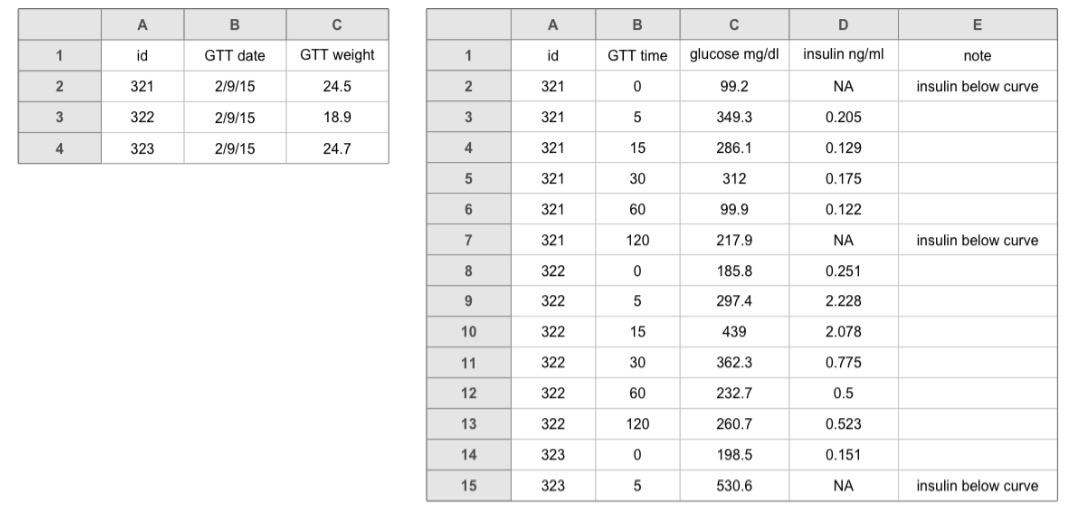 A B C
1 id GTT date GTT weight
2 321 2/9/15 24.5
3 322 2/9/15 18.9
4 323 2/9/15 24.7
A B C D E
1 id GTT time glucose mg/dl insulin ng/ml note
2 321 0 99.2 NA insulin below curve
3 321 5 349.3 0.205
4 321 15 286.1 0.129
5 321 30 312 0.175
6 321 60 99.9 0.122
7 321 120 217.9 NA insulin below curve
8 322 0 185.8 0.251
9 322 5 297.4 2.228
10 322 15 439 2.078
11 322 30 362.3 0.775
12 322 60 232.7 0.5
13 322 120 260.7 0.523
14 323 0 198.5 0.151
15 323 5 530.6 NA insulin below curve